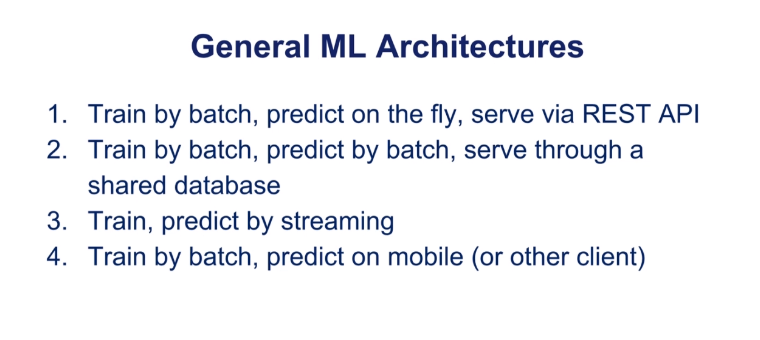 General ML Architectures
1. Train by batch, predict on the fly, serve via REST API
2. Train by batch, predict by batch, serve through a
shared database
3. Train, predict by streaming
4. Train by batch, predict on mobile (or other client)